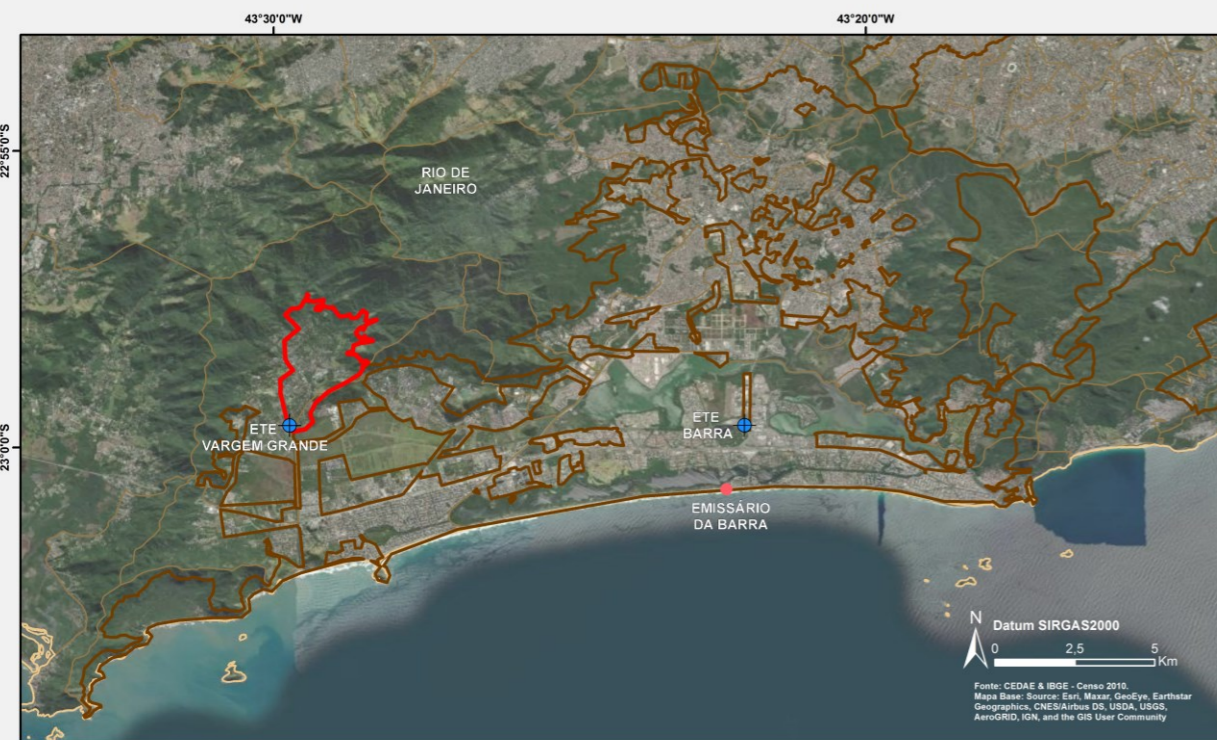 43°30'0"W
43°20'0"W
22°55'0"S
RIO DE
JANEIRO
ETE
VARGEM GRANDE
ETE
BARRA
23°0'0"S
EMISSÁRIO
DA BARRA
N
Datum SIRGAS2000
0 2,5 5
Km
Fonte: CEDAE & IBGE - Censo 2010.
Mapa Base: Source: Esri, Maxar, GeoEye, Earthstar
Geographics, CNES/Airbus DS, USDA, USGS,
AeroGRID, IGN, and the GIS User Community